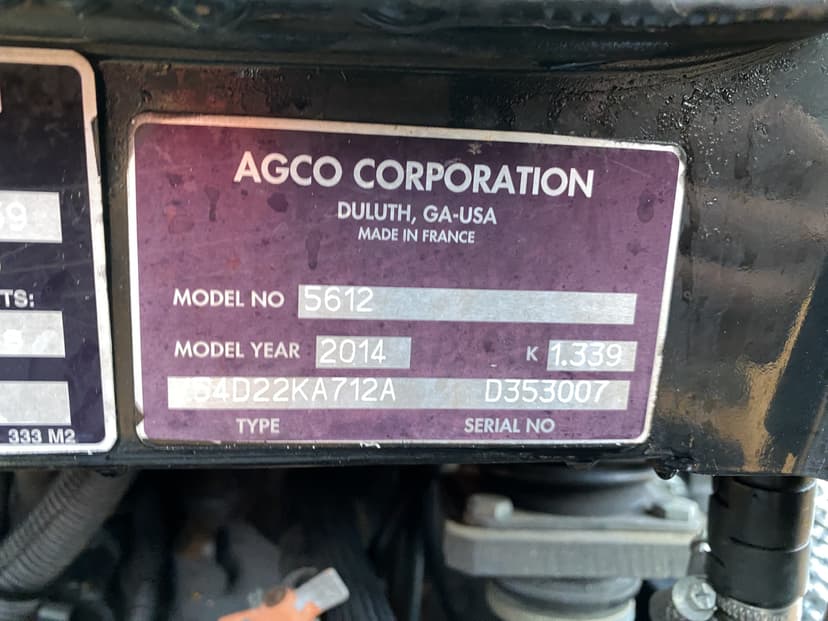 AGCO CORPORATION
DULUTH, GA-USA
MADE IN FRANCE
MODEL NO 5612
MODEL YEAR 2014 K 1.339
D353007
TYPE SERIAL NO
TS:
333 M2